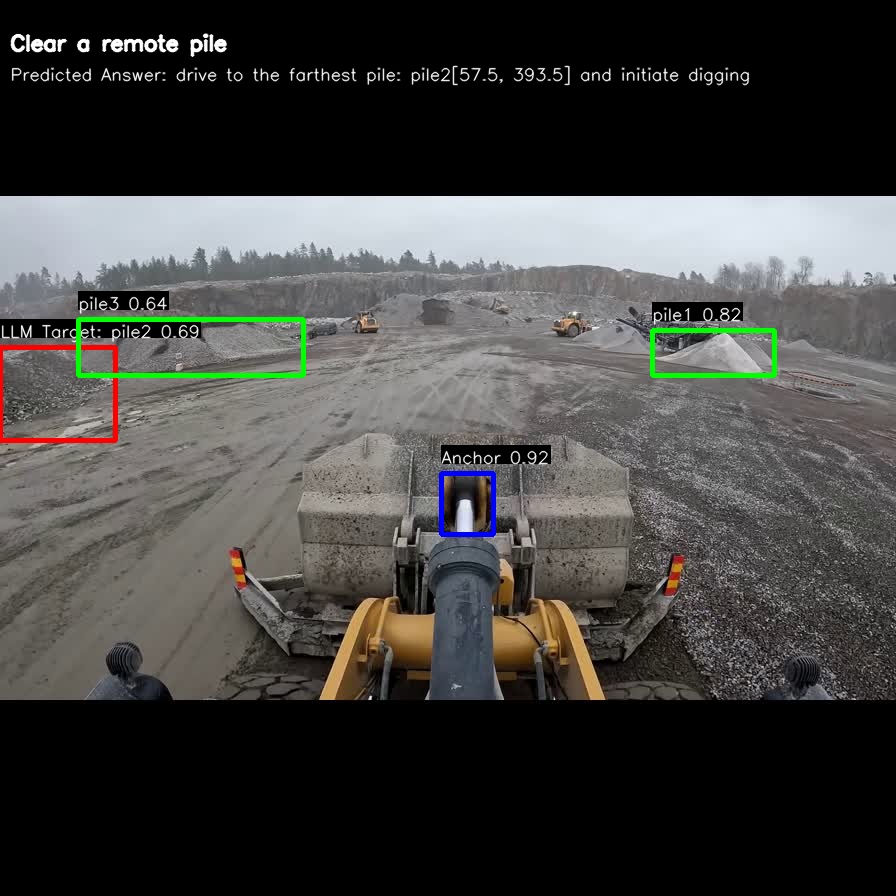 Clear a remote pile
Predicted Answer: drive to the farthest pile: pile2[57.5, 393.5] and initiate digging
pile3 0.64
LLM Target: pile2 0.69
pile1 0.82
Anchor 0.92